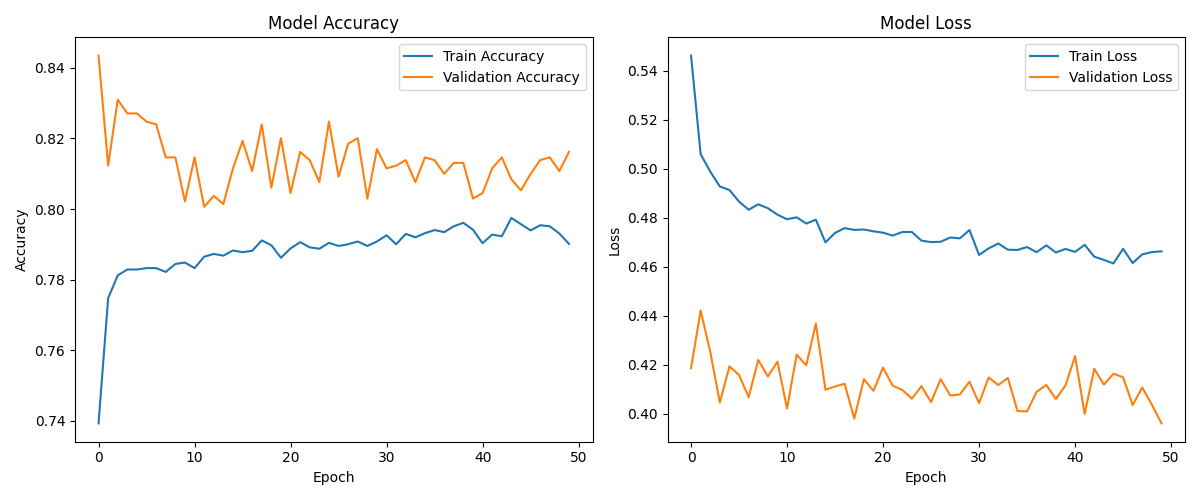 Model Accuracy
Train Accuracy
Validation Accuracy
0.84
0.82
0.80
0.78
0.76
0.74
Accuracy
0 10 20 30 40 50
Epoch
Model Loss
Train Loss
Validation Loss
0.54
0.52
0.50
0.48
0.46
0.44
0.42
0.40
Loss
0 10 20 30 40 50
Epoch